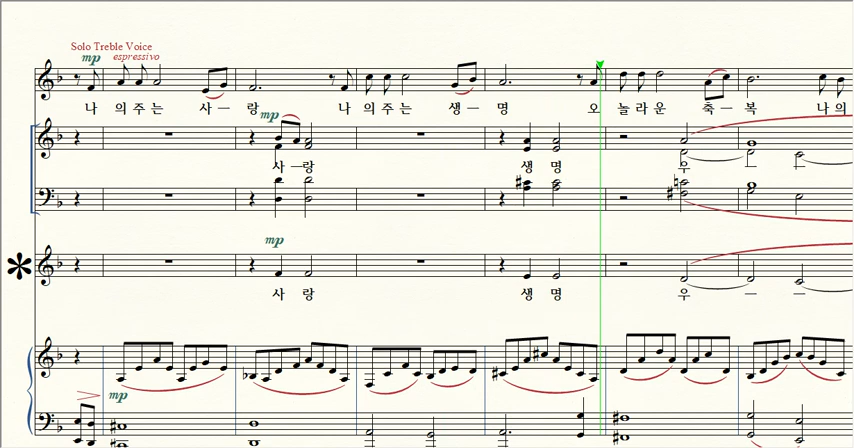 Solo Treble Voice
mp espressivo
나 의 주 는 사 랑 나 의 주 는 생 명 오 놀 라 운 축 복 나 의
mp
사 랑 생 명 우
mp
사 랑 생 명 우
mp